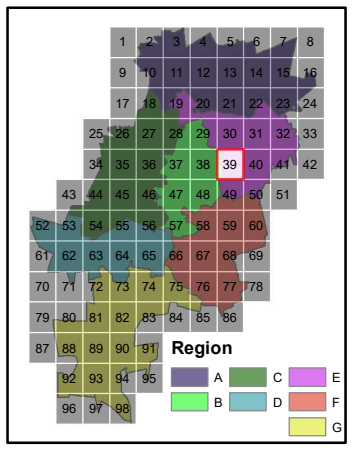 1 2 3 4 5 6 7 8
9 10 11 12 13 14 15 16
17 18 19 20 21 22 23 24
25 26 27 28 29 30 31 32 33
34 35 36 37 38 39 40 41 42
43 44 45 46 47 48 49 50 51
52 53 54 55 56 57 58 59 60
61 62 63 64 65 66 67 68 69
70 71 72 73 74 75 76 77 78
79 80 81 82 83 84 85 86
87 88 89 90 91
92 93 94 95
96 97 98
Region
A C E
B D F
G